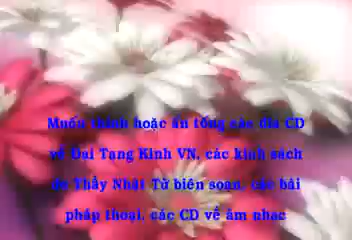 Muốn thỉnh hoặc ấn tống các đĩa CD
về Đại Tạng Kinh VN, các kinh sách
do Thầy Nhật Từ biên soạn, các bài
pháp thoại, các CD về âm nhạc